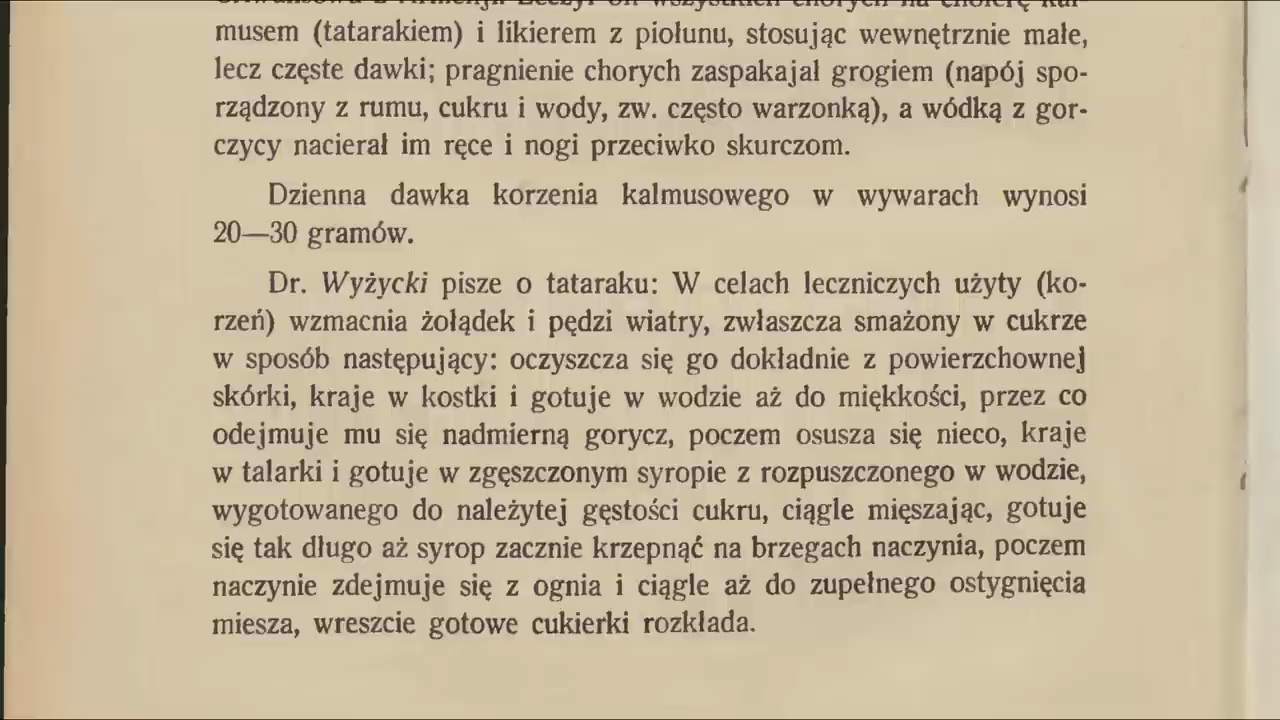 wszystkich chorych na cholerę kal-
musem (tatarakiem) i likierem z piołunu, stosując wewnętrznie małe,
lecz częste dawki; pragnienie chorych zaspakajał grogiem (napój spo-
rządzony z rumu, cukru i wody, zw. często warzonką), a wódką z gor-
czycy nacierał im ręce i nogi przeciwko skurczom.
Dzienna dawka korzenia kalmusowego w wywarach wynosi
20—30 gramów.
Dr. Wyżycki pisze o tataraku: W celach leczniczych użyty (ko-
rzeń) wzmacnia żołądek i pędzi wiatry, zwłaszcza smażony w cukrze
w sposób następujący: oczyszcza się go dokładnie z powierzchownej
skórki, kraje w kostki i gotuje w wodzie aż do miękkości, przez co
odejmuje mu się nadmierną gorycz, poczem osusza się nieco, kraje
w talarki i gotuje w zgęszczonym syropie z rozpuszczonego w wodzie,
wygotowanego do należytej gęstości cukru, ciągle mięszając, gotuje
się tak długo aż syrop zacznie krzepnąć na brzegach naczynia, poczem
naczynie zdejmuje się z ognia i ciągle aż do zupełnego ostygnięcia
miesza, wreszcie gotowe cukierki rozkłada.